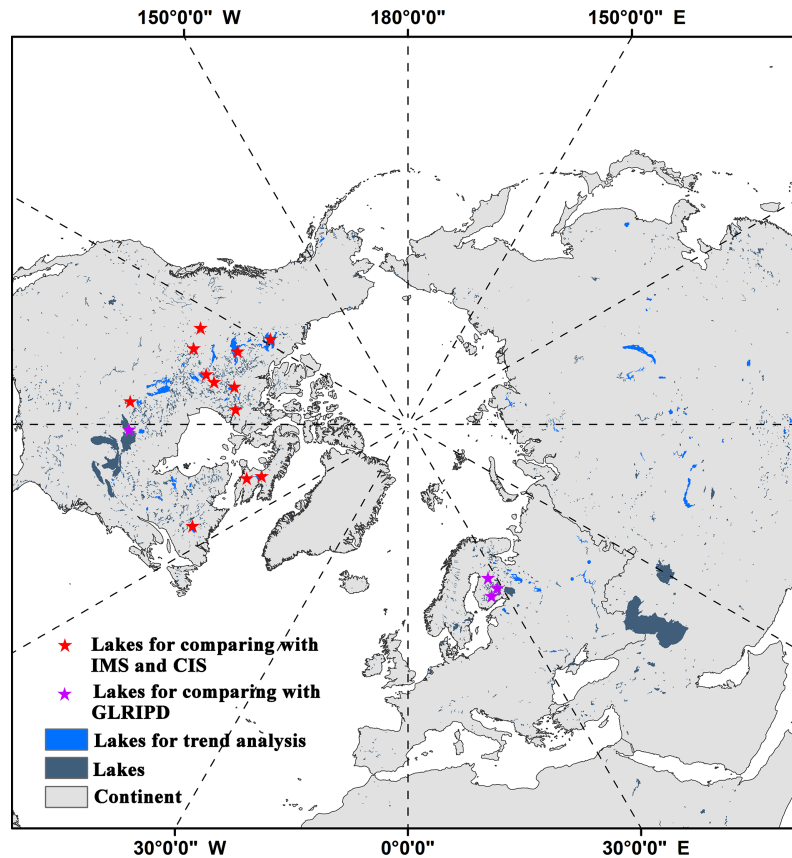 150°0'0"  W
180°0'0"
150°0'0"  E
Lakes for comparing with
IMS and CIS
Lakes for comparing with
GLRIPD
Lakes for trend analysis
Lakes
Continent
30°0'0"  W
0°0'0"
30°0'0"  E